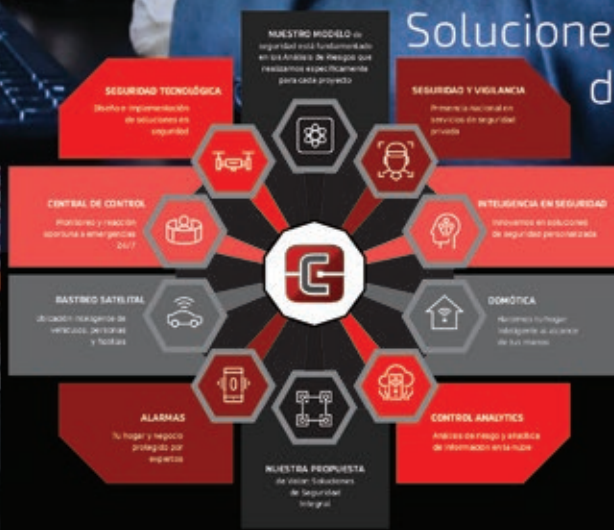 Solucione
d
NUESTRO MODELO de
seguridad está fundamentado
en los Análisis de Riesgos que
realizamos específicamente
para cada proyecto
SEGURIDAD TECNOLÓGICA
Diseño e implementación
de soluciones en
seguridad
SEGURIDAD Y VIGILANCIA
Presencia nacional en
servicios de seguridad
privada
CENTRAL DE CONTROL
Monitoreo y reacción
oportuna a emergencias
24/7
INTELIGENCIA EN SEGURIDAD
Innovamos en soluciones
de seguridad personalizada
RASTREO SATELITAL
Ubicación inteligente de
vehículos, personas
y
DOMÓTICA
Hacemos tu hogar
inteligente al alcance
de tus manos
ALARMAS
Tu hogar y negocio
protegido por
expertos
CONTROL ANALYTICS
Análisis de riesgo y analítica
de información en la nube
NUESTRA PROPUESTA
de Valor: Soluciones
de Seguridad
Integral